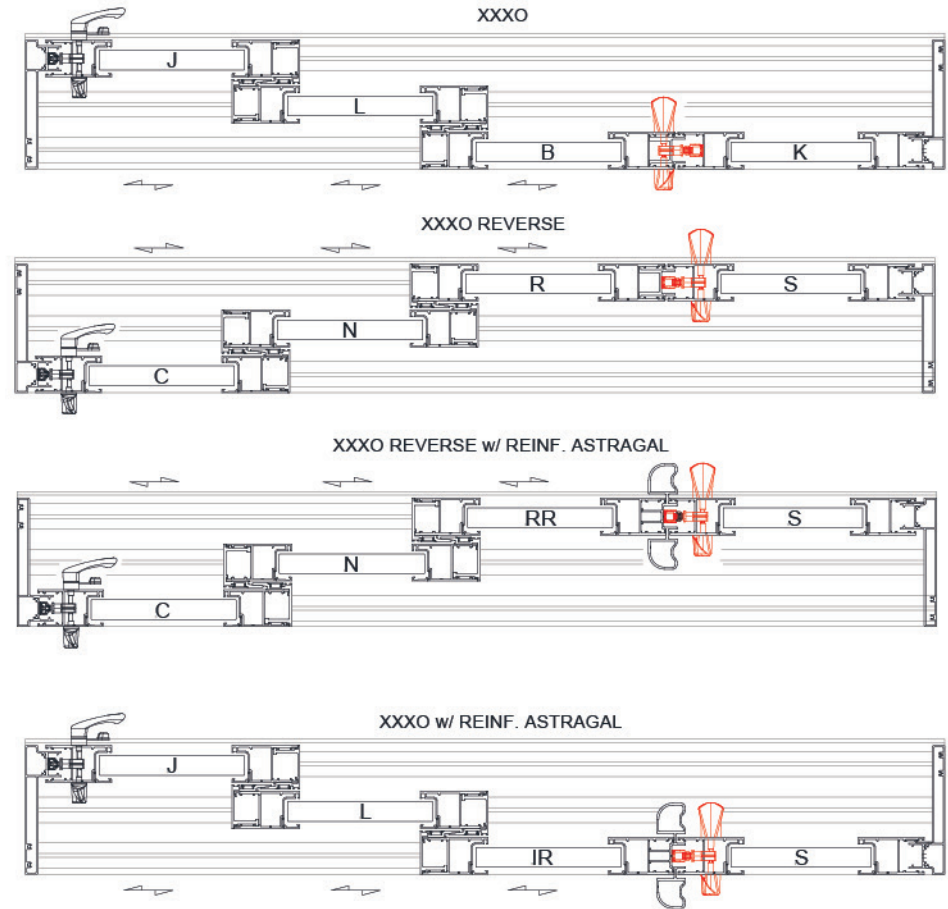 XXXO
J
L
B
K
XXXO REVERSE
R
S
N
C
XXXO REVERSE w/ REINF. ASTRAGAL
RR
S
N
C
XXXO w/ REINF. ASTRAGAL
J
L
IR
S